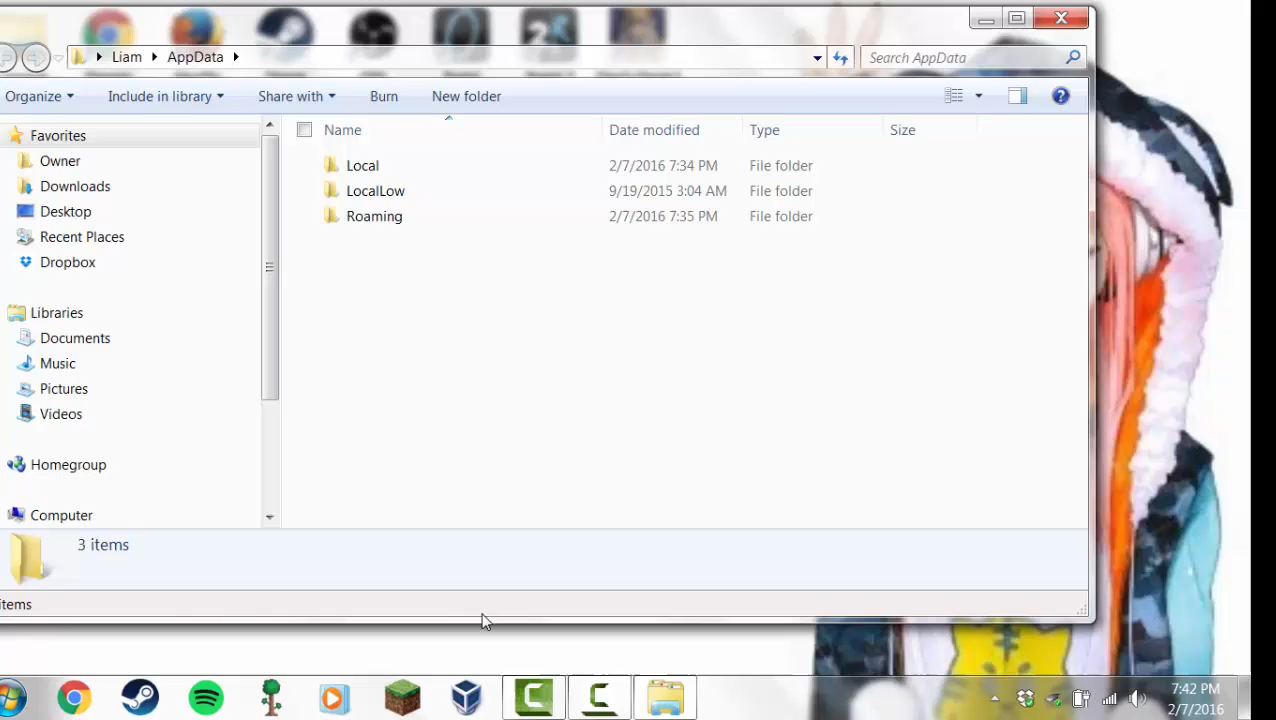 Liam AppData
Search AppData
Organize Include in library Share with Burn New folder
Name Date modified Type Size
Favorites
Owner
Downloads
Desktop
Recent Places
Dropbox
Libraries
Documents
Music
Pictures
Videos
Homegroup
Computer
Local 2/7/2016 7:34 PM File folder
LocalLow 9/19/2015 3:04 AM File folder
Roaming 2/7/2016 7:35 PM File folder
3 items
items
7:42 PM
2/7/2016